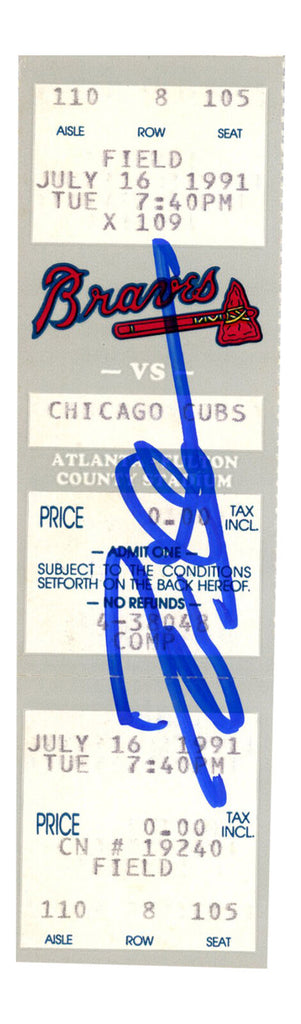 110 8 105
AISLE ROW SEAT
FIELD
JULY 16 1991
TUE 7:40PM
X 109
Braves
— VS —
CHICAGO CUBS
ATLANTA FULTON
COUNTY STADIUM
PRICE 0.00 TAX
INCL.
— ADMIT ONE —
SUBJECT TO THE CONDITIONS
SETFORTH ON THE BACK HEREOF.
— NO REFUNDS —
COMP
JULY 16 1991
TUE 7:40PM
PRICE 0.00 TAX
INCL.
CN # 19240
FIELD
110 8 105
AISLE ROW SEAT